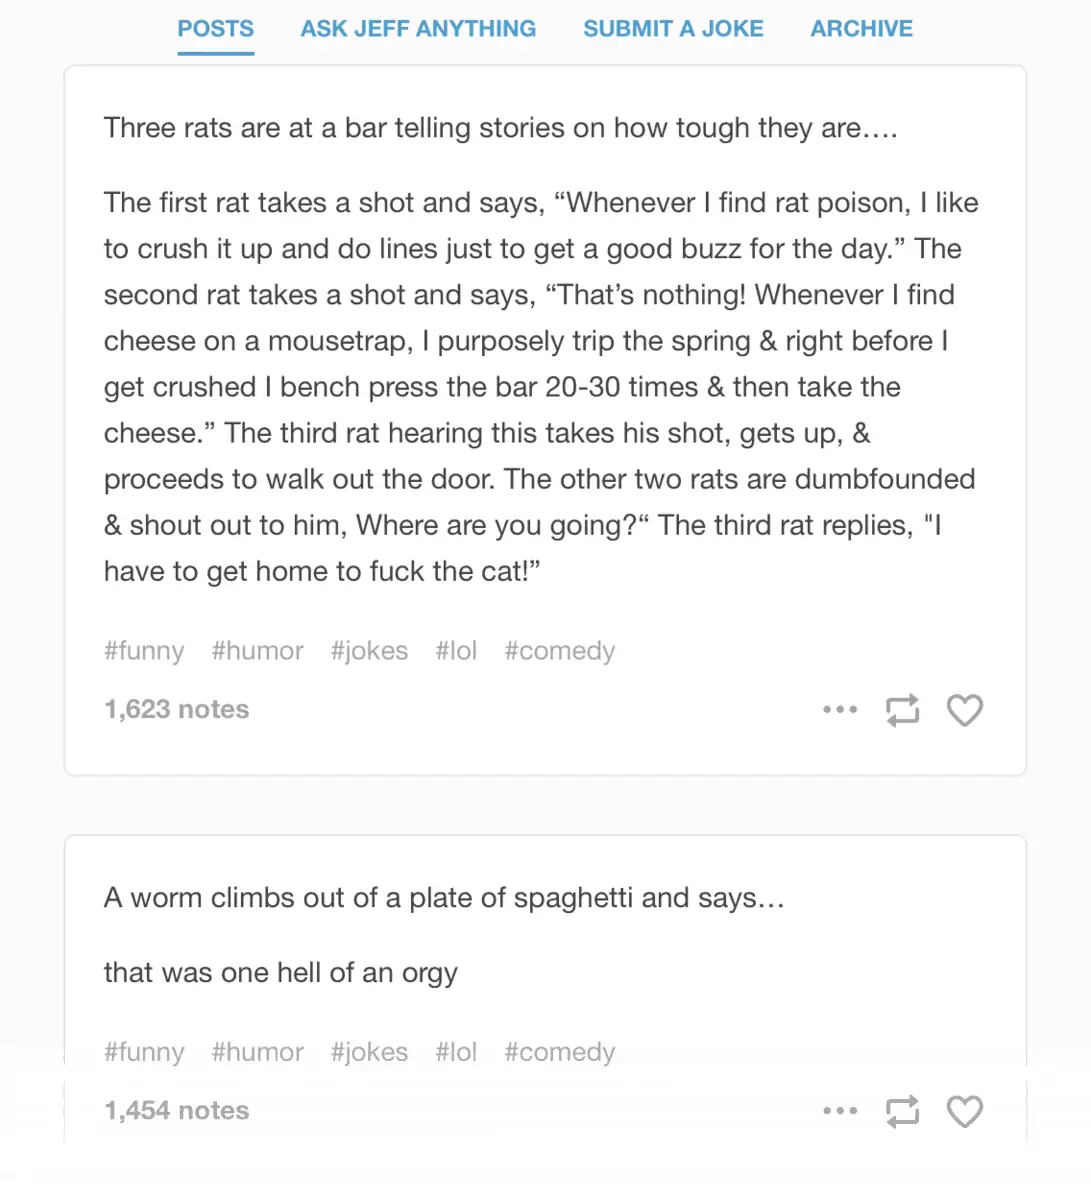 POSTS ASK JEFF ANYTHING SUBMIT A JOKE ARCHIVE
Three rats are at a bar telling stories on how tough they are....
The first rat takes a shot and says, “Whenever I find rat poison, I like
to crush it up and do lines just to get a good buzz for the day.” The
second rat takes a shot and says, “That’s nothing! Whenever I find
cheese on a mousetrap, I purposely trip the spring & right before I
get crushed I bench press the bar 20-30 times & then take the
cheese.” The third rat hearing this takes his shot, gets up, &
proceeds to walk out the door. The other two rats are dumbfounded
& shout out to him, Where are you going?“ The third rat replies, "I
have to get home to fuck the cat!”
#funny #humor #jokes #lol #comedy
1,623 notes
A worm climbs out of a plate of spaghetti and says...
that was one hell of an orgy
#funny #humor #jokes #lol #comedy
1,454 notes